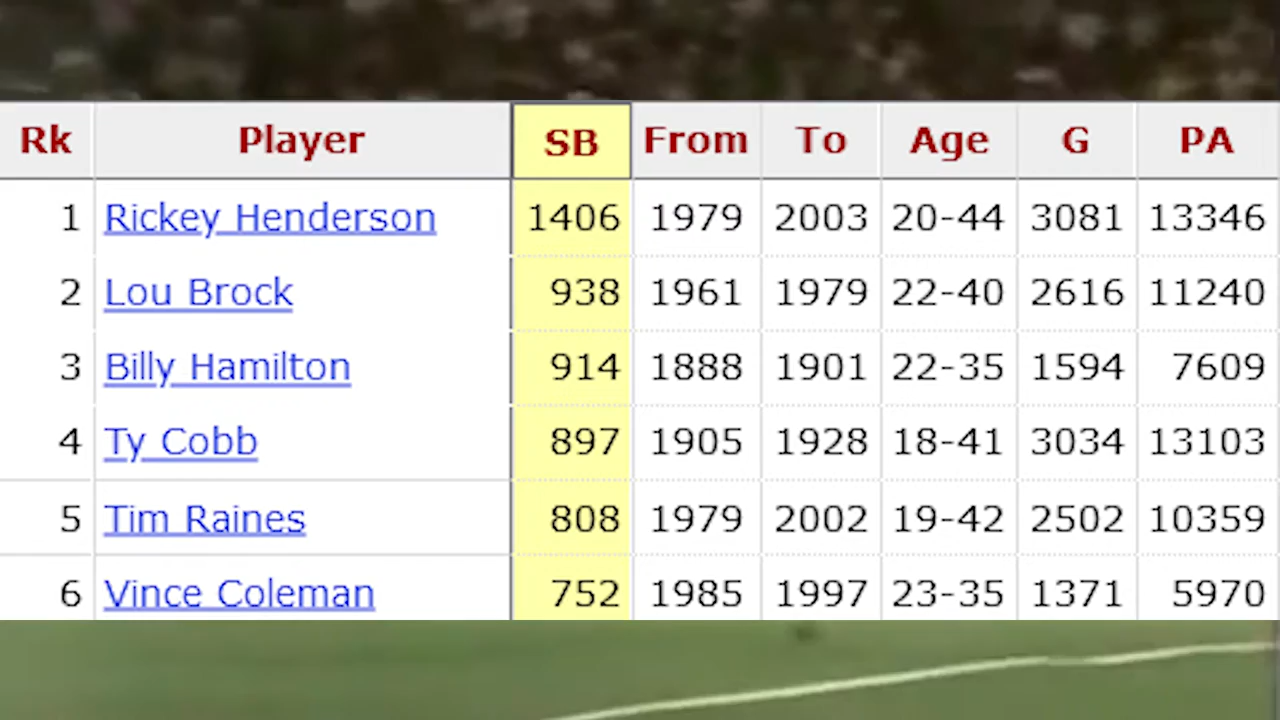 Rk Player SB From To Age G PA
1 Rickey Henderson 1406 1979 2003 20-44 3081 13346
2 Lou Brock 938 1961 1979 22-40 2616 11240
3 Billy Hamilton 914 1888 1901 22-35 1594 7609
4 Ty Cobb 897 1905 1928 18-41 3034 13103
5 Tim Raines 808 1979 2002 19-42 2502 10359
6 Vince Coleman 752 1985 1997 23-35 1371 5970